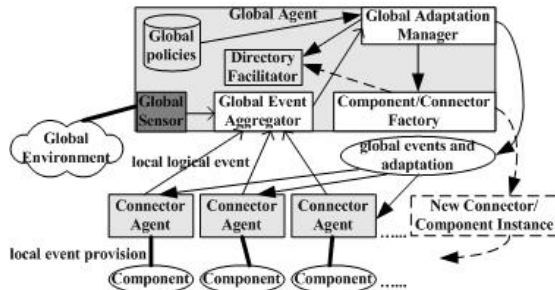 Global Agent
Global Adaptation
Manager
Global
policies
Directory
Facilitator
Global
Sensor
Global Event
Aggregator
Component/Connector
Factory
Global
Environment
local logical event
global events and
adaptation
Connector
Agent
Connector
Agent
Connector
Agent
......
New Connector/
Component Instance
local event provision
Component
Component
Component
......